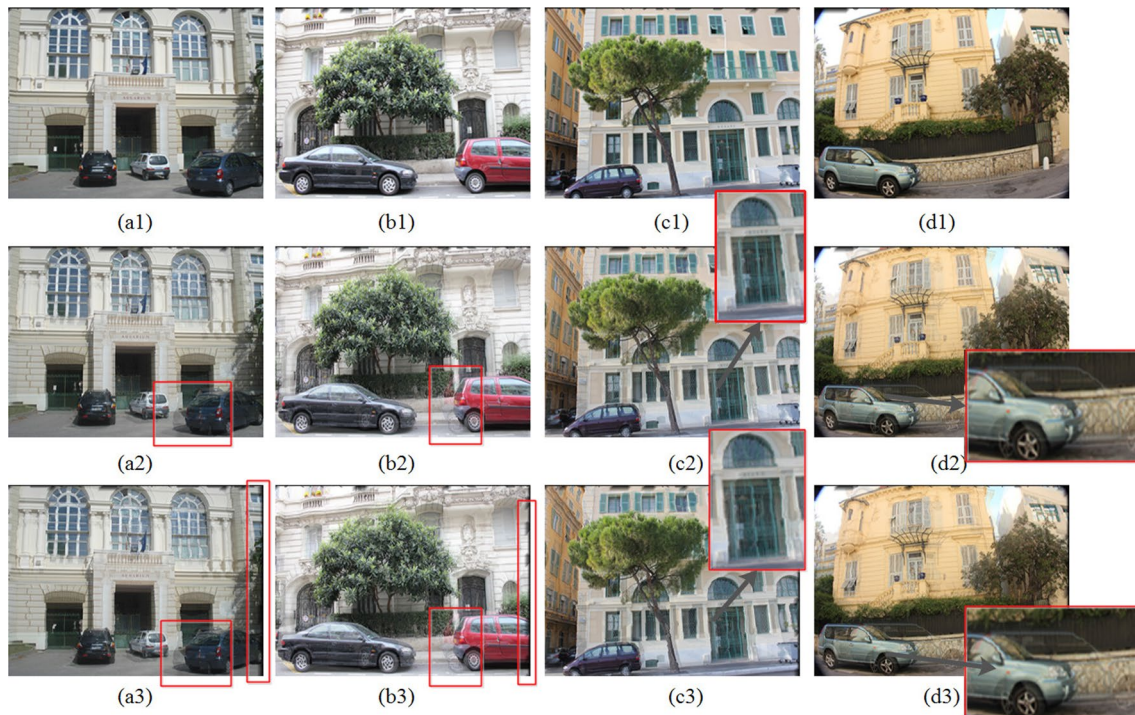 (a1) (b1) (c1) (d1)
(a2) (b2) (c2) (d2)
(a3) (b3) (c3) (d3)